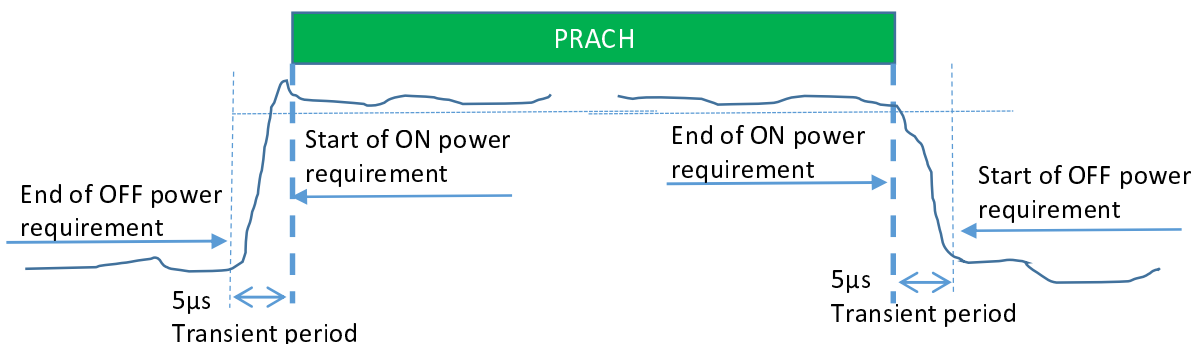 PRACH
Start of ON power
requirement
End of ON power
requirement
End of OFF power
requirement
Start of OFF power
requirement
5µs
Transient period
5µs
Transient period